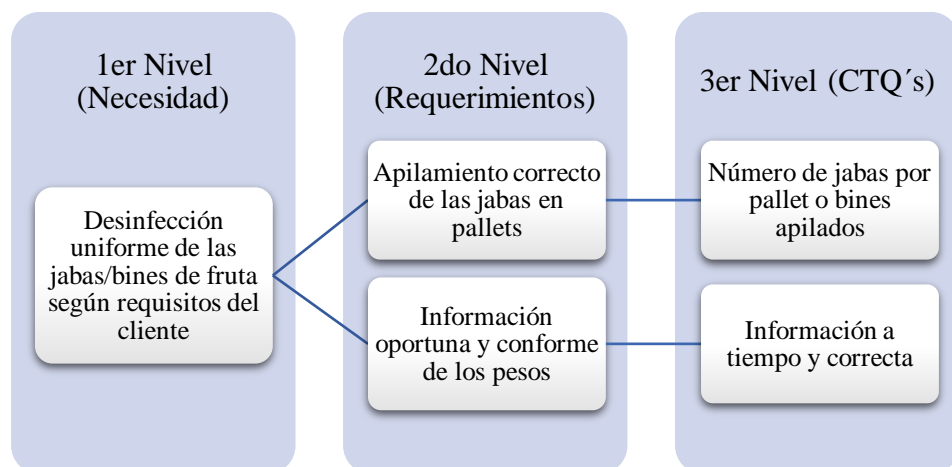 1er Nivel
(Necesidad)
Desinfección
uniforme de las
jabas/bines de fruta
según requisitos del
cliente
2do Nivel
(Requerimientos)
Apilamiento correcto
de las jabas en
pallets
Información
oportuna y conforme
de los pesos
3er Nivel (CTQ´s)
Número de jabas por
pallet o bines
apilados
Información a
tiempo y correcta